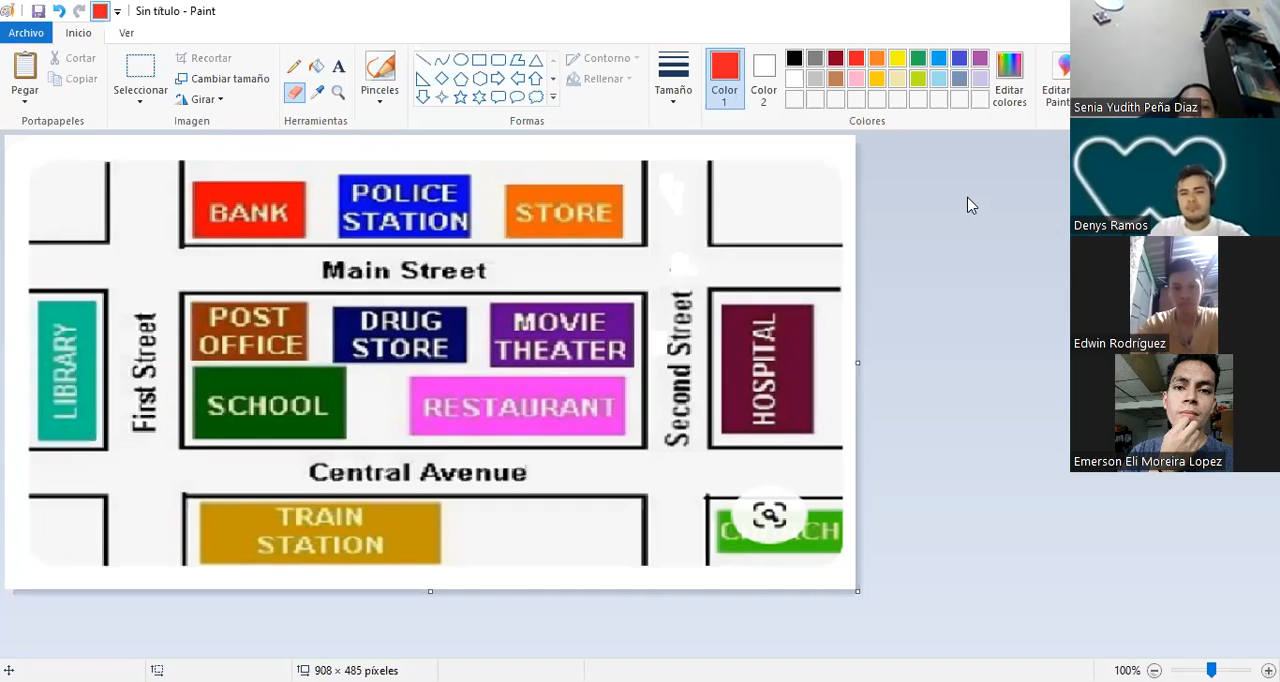 Sin título - Paint
Archivo
Inicio
Ver
Pegar
Cortar
Copiar
Portapapeles
Seleccionar
Recortar
Cambiar tamaño
Girar
Imagen
Herramientas
Pinceles
Contorno
Rellenar
Formas
Tamaño
Color 1
Color 2
Editar colores
Colores
Editar
Paint
BANK
POLICE
STATION
STORE
Main Street
LIBRARY
First Street
POST
OFFICE
DRUG
STORE
MOVIE
THEATER
SCHOOL
RESTAURANT
Second Street
HOSPITAL
Central Avenue
TRAIN
STATION
Senia Yudith Peña Diaz
Denys Ramos
Edwin Rodríguez
Emerson Eli Moreira Lopez
908 × 485 píxeles
100%